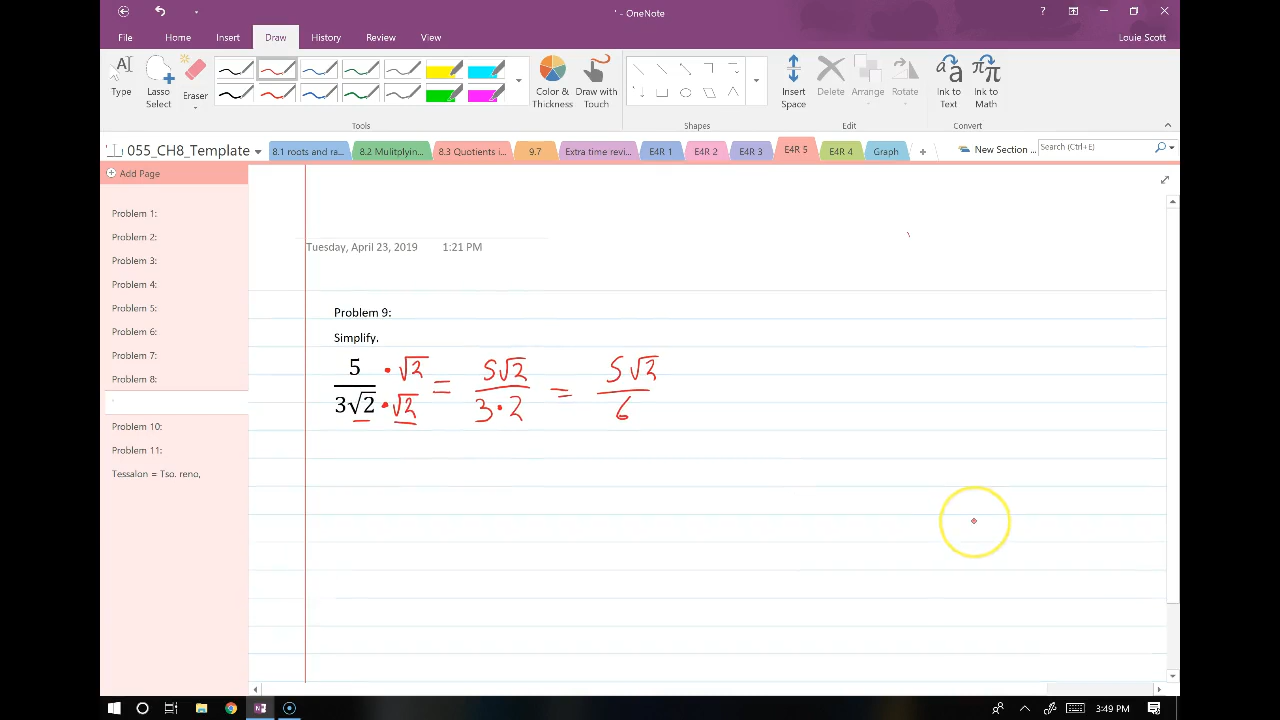 ' - OneNote
?
File Home Insert Draw History Review View
Louie Scott
Type
Lasso Select
Eraser
Color & Thickness
Draw with Touch
Insert Space
Delete
Arrange
Rotate
Ink to Text
Ink to Math
Tools Shapes Edit Convert
055_CH8_Template
8.1 roots and ra...
8.2 Mulitplyin...
8.3 Quotients i...
9.7
Extra time revi...
E4R 1
E4R 2
E4R 3
E4R 5
E4R 4
Graph
+
New Section ...
Search (Ctrl+E)
Add Page
Problem 1:
Problem 2:
Problem 3:
Problem 4:
Problem 5:
Problem 6:
Problem 7:
Problem 8:
Problem 10:
Problem 11:
Tessalon = Tso. reno,
Tuesday, April 23, 2019 1:21 PM
Problem 9:
Simplify.
5 • √2 = 5√2 = 5√2
3√2 • √2 3 • 2 6
3:49 PM